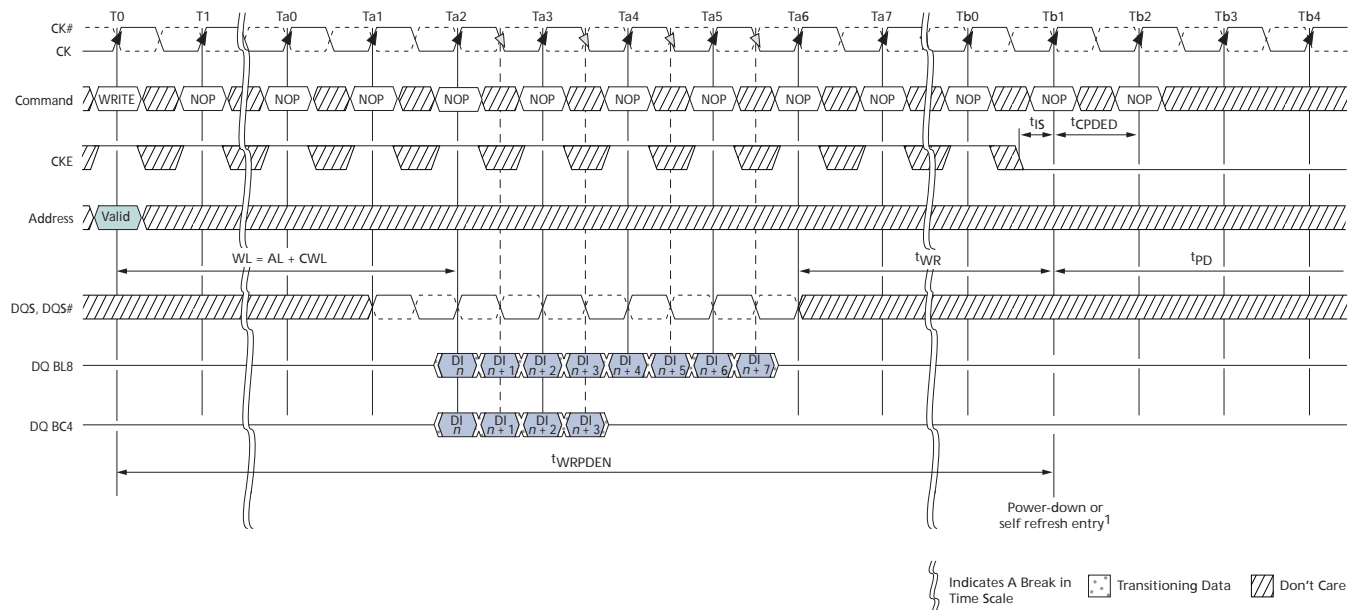 T0 T1 Ta0 Ta1 Ta2 Ta3 Ta4 Ta5 Ta6 Ta7 Tb0 Tb1 Tb2 Tb3 Tb4
CK#
CK
Command WRITE NOP NOP NOP NOP NOP NOP NOP NOP NOP NOP NOP NOP
tIS tCPDED
CKE
Address Valid
WL = AL + CWL tWR tPD
DQS, DQS#
DQ BL8 DI n DI n + 1 DI n + 2 DI n + 3 DI n + 4 DI n + 5 DI n + 6 DI n + 7
DQ BC4 DI n DI n + 1 DI n + 2 DI n + 3
tWRPDEN
Power-down or
self refresh entry1
Indicates A Break in
Time Scale
Transitioning Data
Don't Care